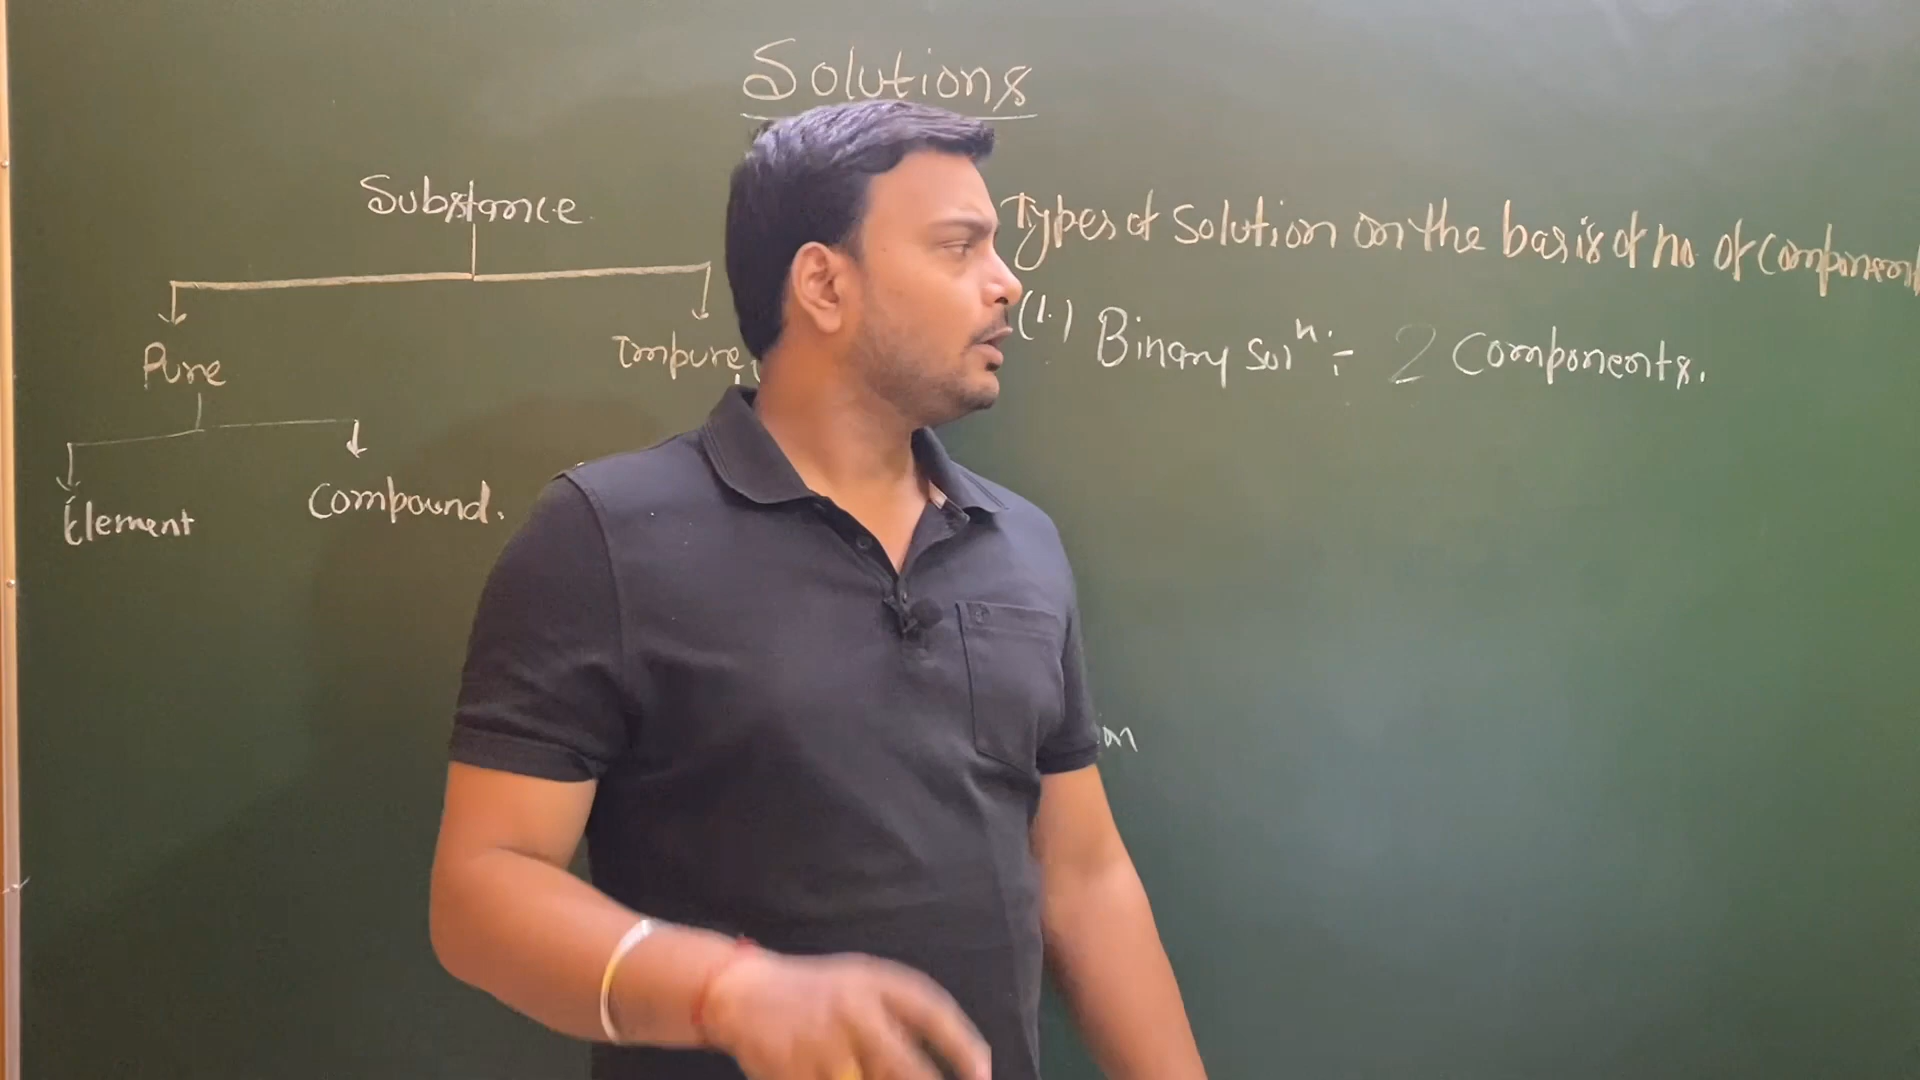 Solutions
Substance
Pure
Impure
Element
Compound.
Types of Solution on the basis of no. of Component
(1.) Binary Solⁿ:- 2 Components.